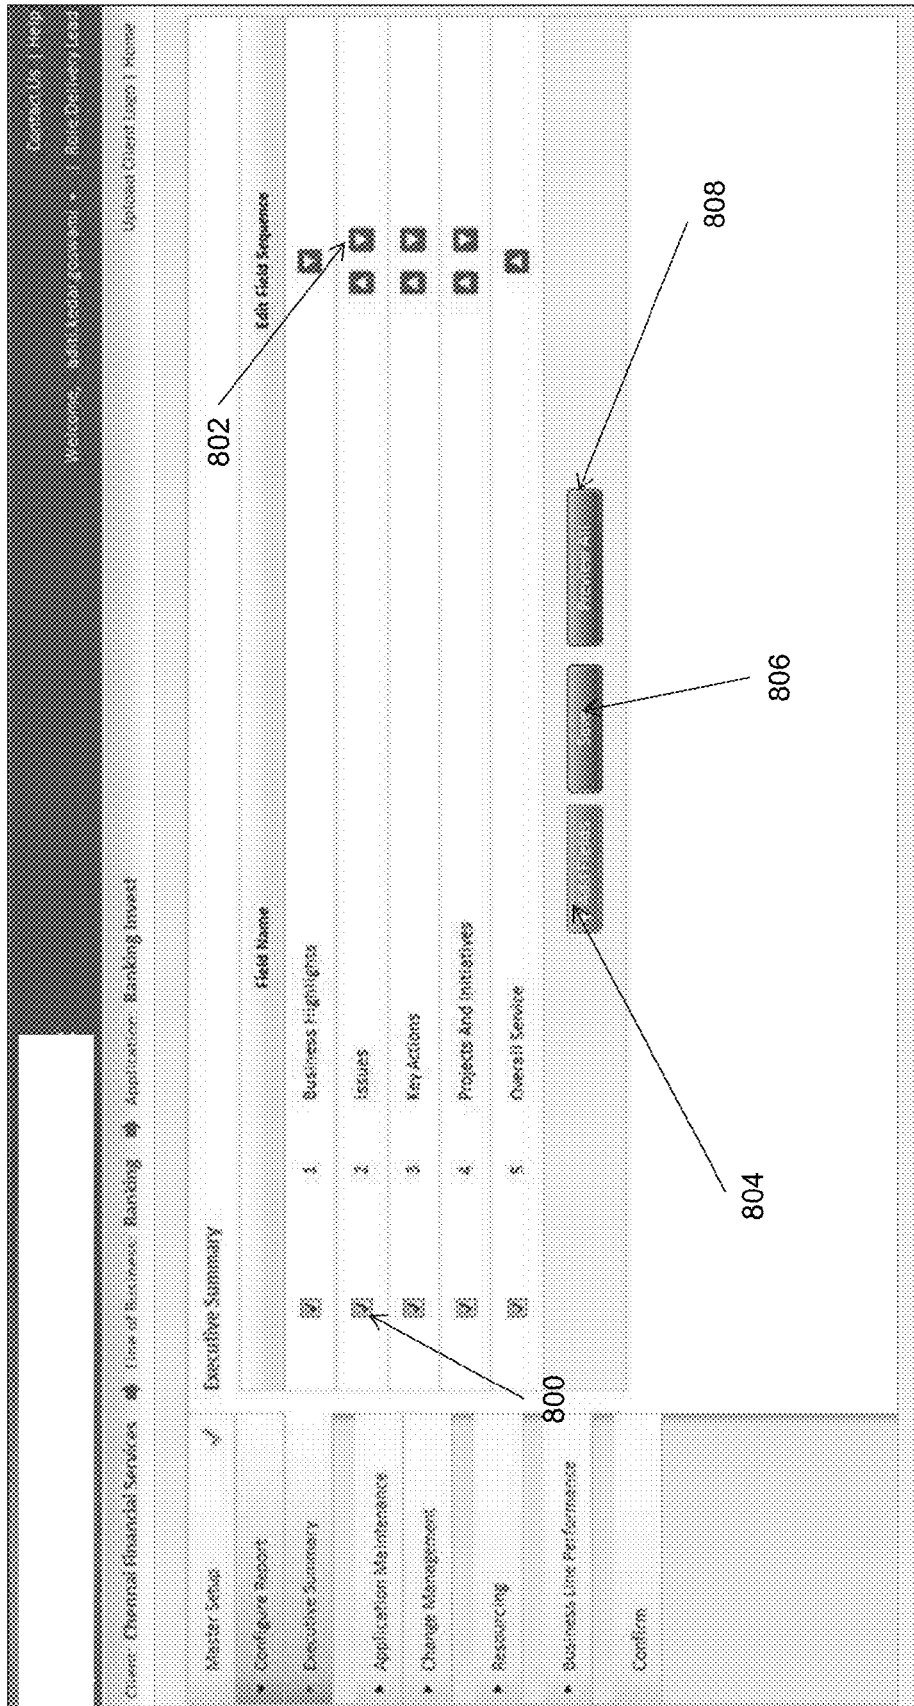 Contact Us | Help
Upload Client Logo | Home
Client Chennai Financial Services Line of Business Banking Application Banking Invest
Master Setup
Configure Report
Executive Summary
Application Maintenance
Change Management
Resourcing
Business Line Performance
Confirm
Executive Summary
Field Name Edit Field Sequence
1 Business Highlights
2 Issues
3 Key Actions
4 Projects And Initiatives
5 Overall Service
800
802
804
806
808